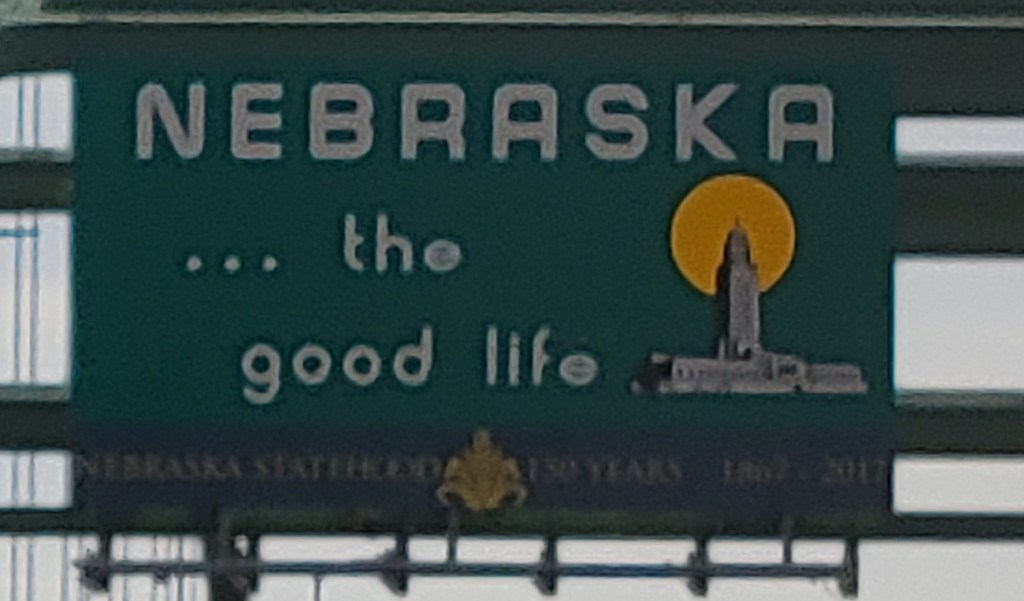 NEBRASKA
... the
good life
NEBRASKA STATEHOOD 150 YEARS 1867 - 2017